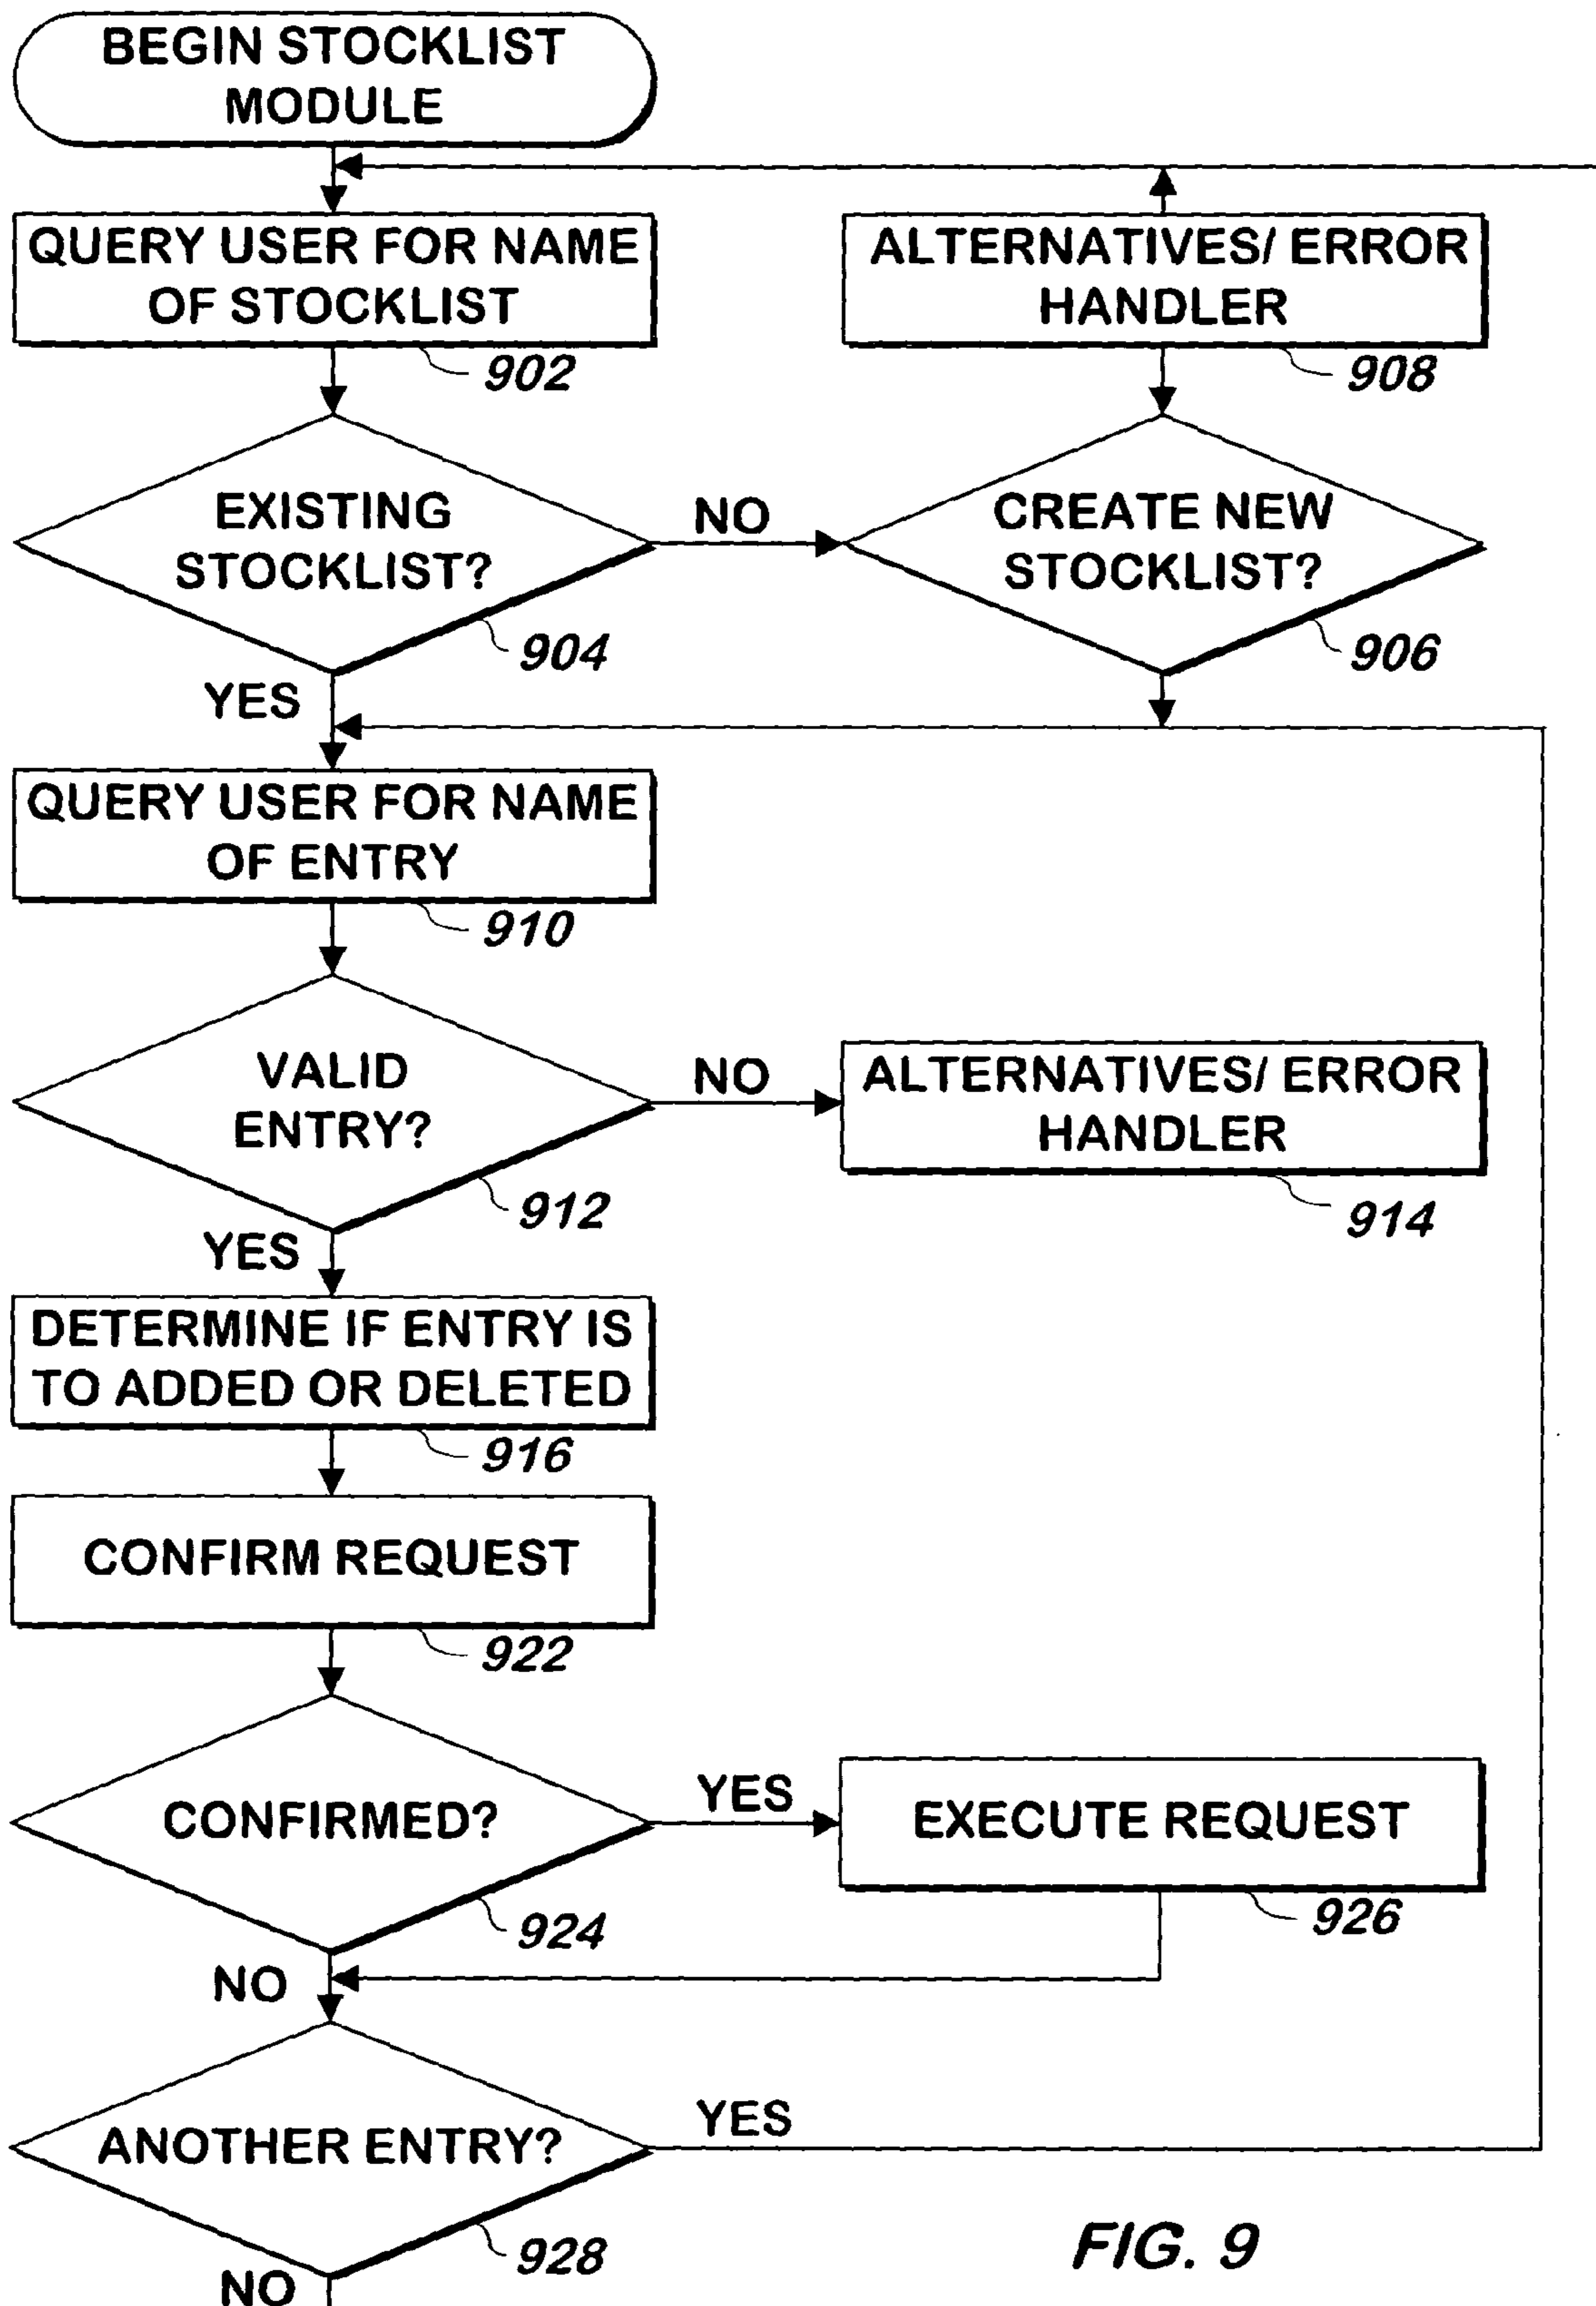 BEGIN STOCKLIST
MODULE
QUERY USER FOR NAME
OF STOCKLIST
902
ALTERNATIVES/ ERROR
HANDLER
908
EXISTING
STOCKLIST?
904
NO
CREATE NEW
STOCKLIST?
906
YES
QUERY USER FOR NAME
OF ENTRY
910
VALID
ENTRY?
912
NO
ALTERNATIVES/ ERROR
HANDLER
914
YES
DETERMINE IF ENTRY IS
TO ADDED OR DELETED
916
CONFIRM REQUEST
922
CONFIRMED?
924
YES
EXECUTE REQUEST
926
NO
ANOTHER ENTRY?
928
YES
NO
FIG. 9